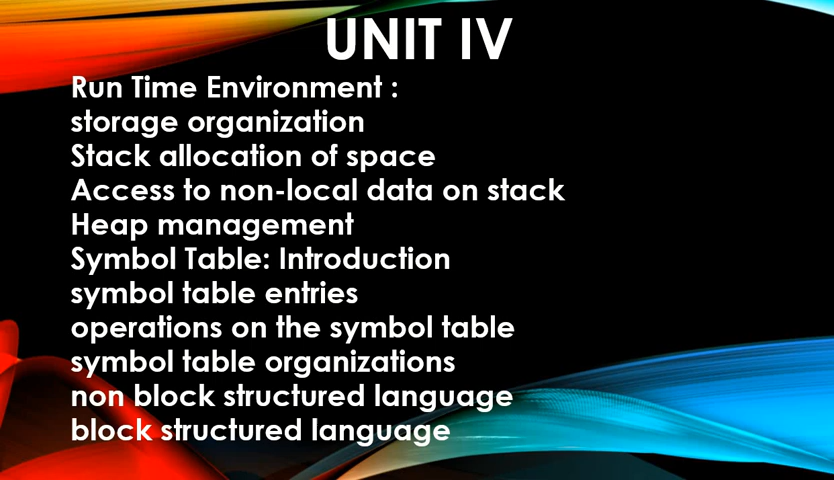 UNIT IV
Run Time Environment :
storage organization
Stack allocation of space
Access to non-local data on stack
Heap management
Symbol Table: Introduction
symbol table entries
operations on the symbol table
symbol table organizations
non block structured language
block structured language